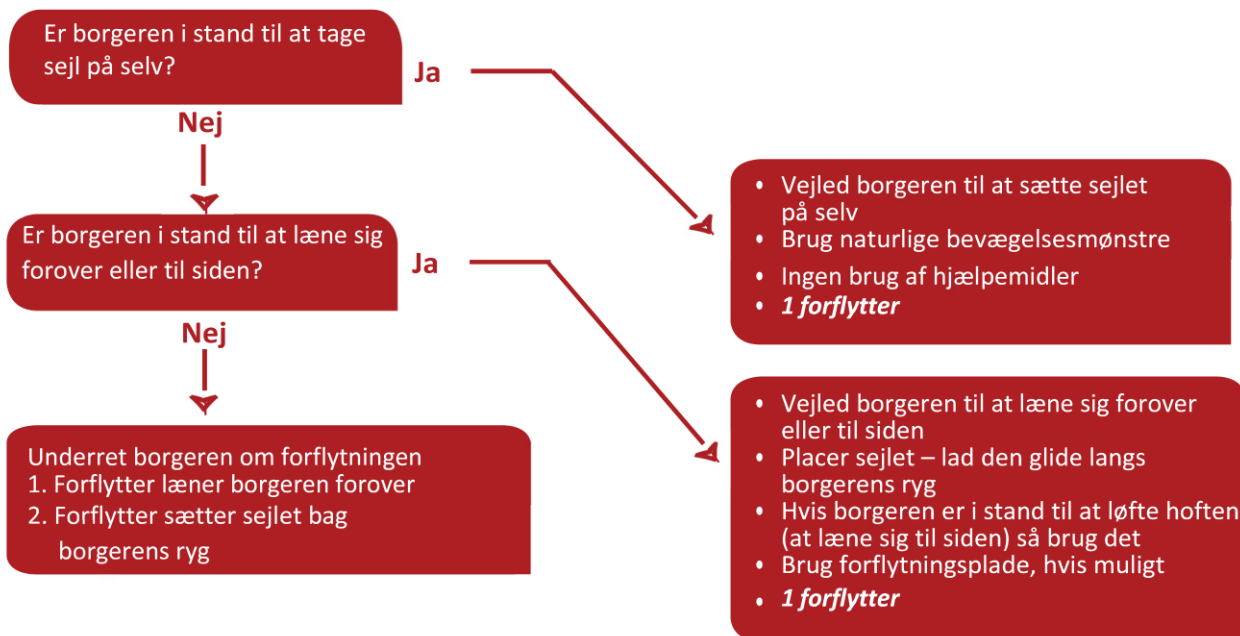 Er borgeren i stand til at tage
sejl på selv?
Ja
Nej
Vejled borgeren til at sætte sejlet
på selv
Brug naturlige bevægelsesmønstre
Ingen brug af hjælpemidler
1 forflytter
Er borgeren i stand til at læne sig
forover eller til siden?
Ja
Nej
Vejled borgeren til at læne sig forover
eller til siden
Placer sejlet – lad den glide langs
borgerens ryg
Hvis borgeren er i stand til at løfte hoften
(at læne sig til siden) så brug det
Brug forflytningsplade, hvis muligt
1 forflytter
Underret borgeren om forflytningen
1. Forflytter læner borgeren forover
2. Forflytter sætter sejlet bag
borgerens ryg